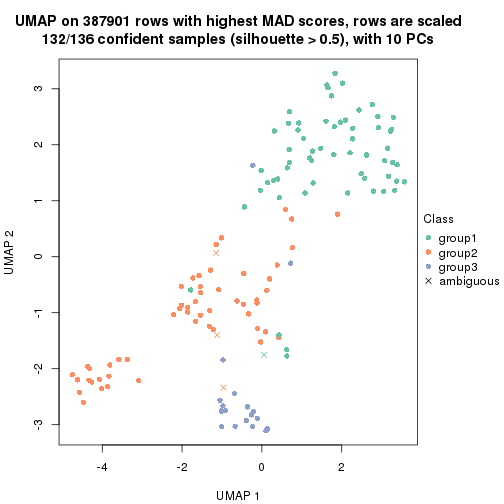 UMAP on 387901 rows with highest MAD scores, rows are scaled
132/136 confident samples (silhouette > 0.5), with 10 PCs
3
2
1
0
-1
-2
-3
UMAP 2
-4
-2
0
2
UMAP 1
Class
group1
group2
group3
ambiguous